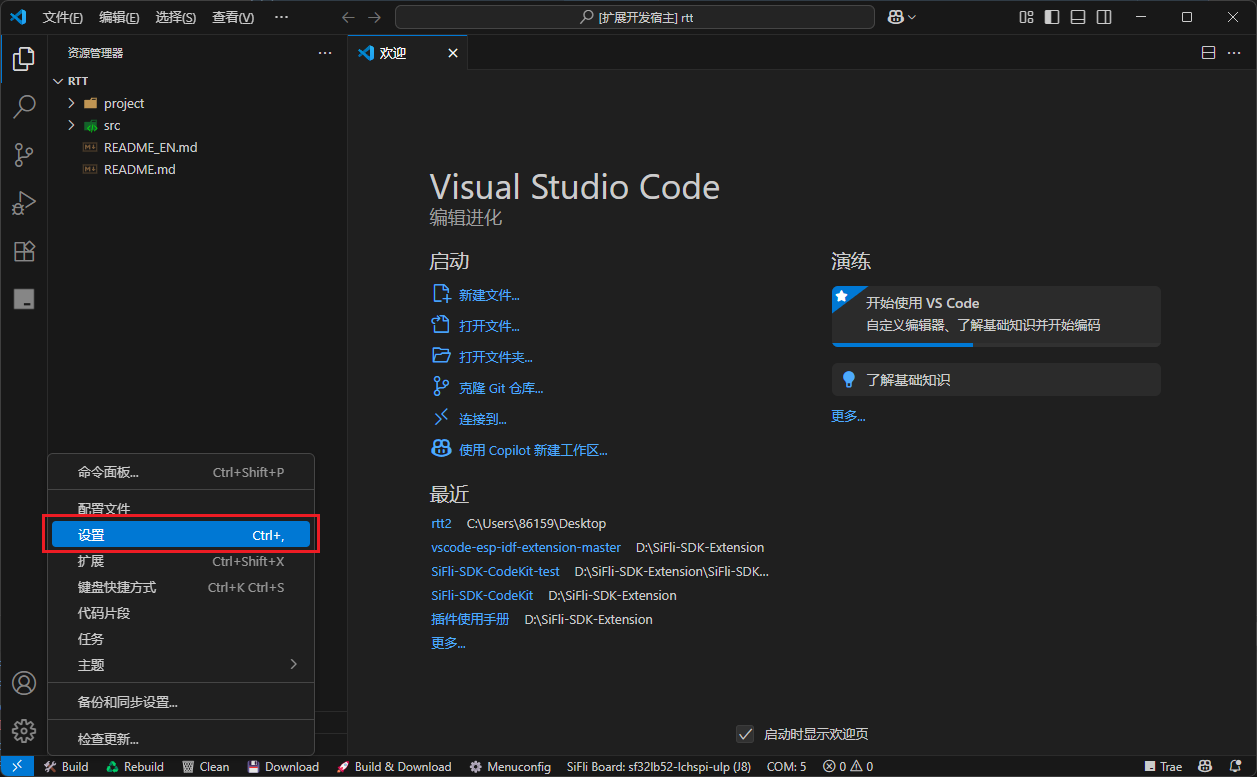 文件(F) 编辑(E) 选择(S) 查看(V) ··· [扩展开发宿主] rtt
资源管理器 ···
欢迎
RTT
project
src
README_EN.md
README.md
Visual Studio Code
编辑进化
启动
新建文件...
打开文件...
打开文件夹...
克隆 Git 仓库...
连接到...
使用 Copilot 新建工作区...
最近
rtt2 C:\Users\86159\Desktop
vscode-esp-idf-extension-master D:\SiFli-SDK-Extension
SiFli-SDK-CodeKit-test D:\SiFli-SDK-Extension\SiFli-SDK...
SiFli-SDK-CodeKit D:\SiFli-SDK-Extension
插件使用手册 D:\SiFli-SDK-Extension
更多...
演练
开始使用 VS Code
自定义编辑器、了解基础知识并开始编码
了解基础知识
更多...
启动时显示欢迎页
命令面板... Ctrl+Shift+P
配置文件
设置 Ctrl+,
扩展 Ctrl+Shift+X
键盘快捷方式 Ctrl+K Ctrl+S
代码片段
任务
主题
备份和同步设置...
检查更新...
Build Rebuild Clean Download Build & Download Menuconfig SiFli Board: sf32lb52-lchspi-ulp (J8) COM: 5 0 0 Trae